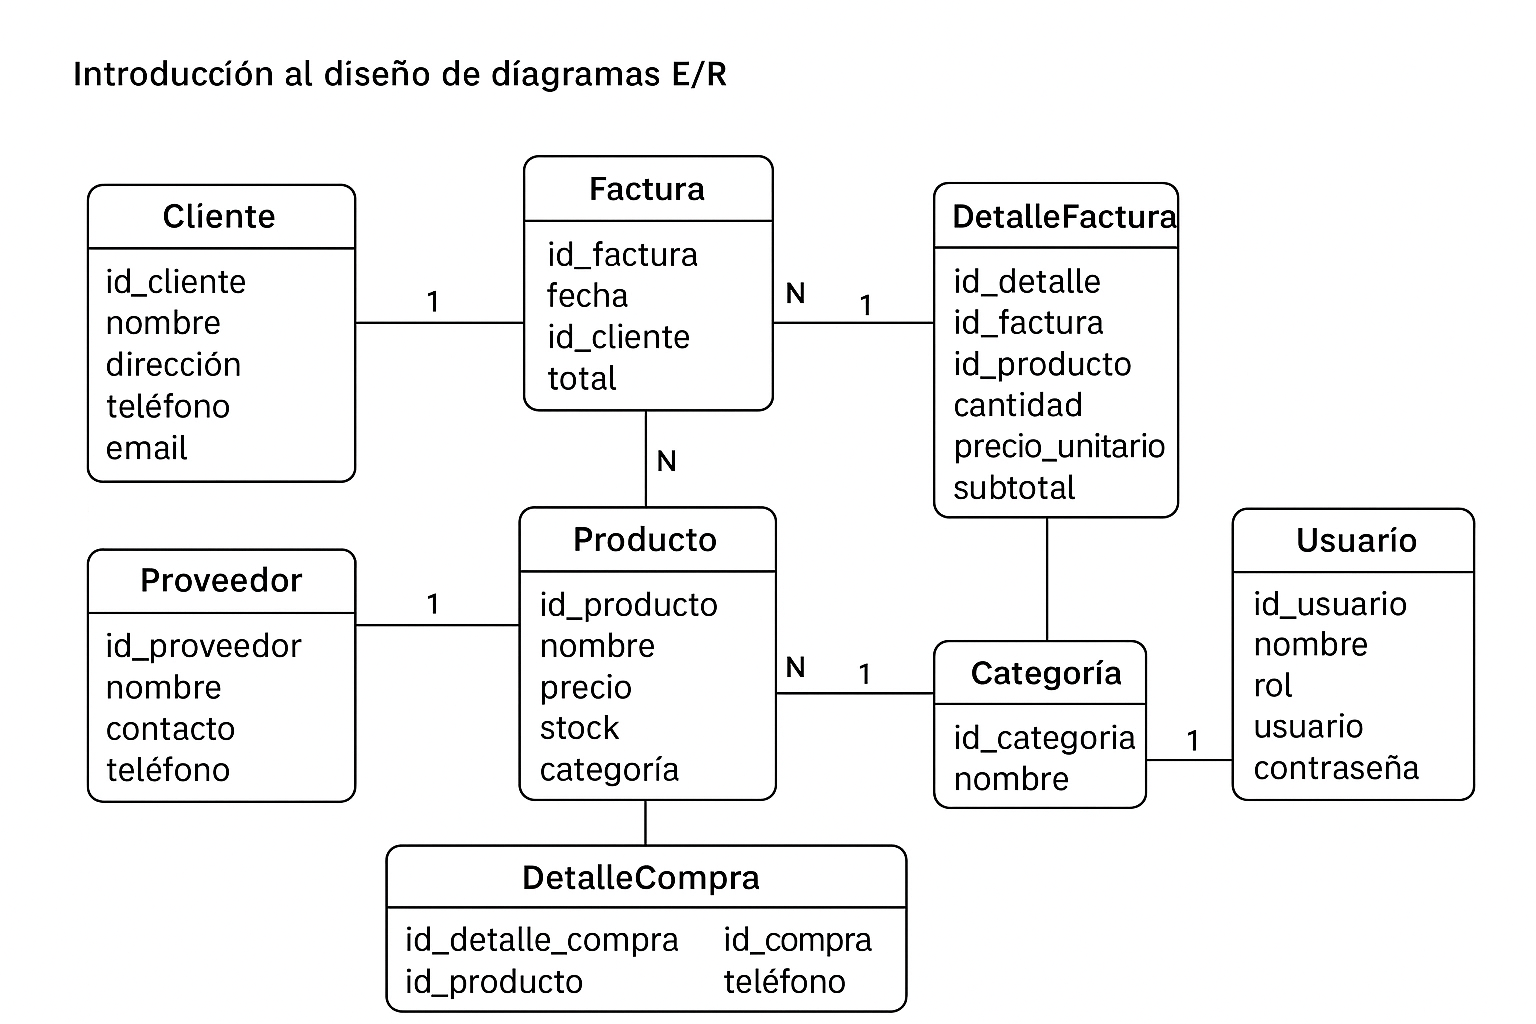 Introduccíón al diseño de díagramas E/R
Clíente
id_cliente
nombre
dirección
teléfono
email
1
Factura
id_factura
fecha
id_cliente
total
N
1
DetalleFactura
id_detalle
id_factura
id_producto
cantidad
precio_unitario
subtotal
N
Proveedor
id_proveedor
nombre
contacto
teléfono
1
Producto
id_producto
nombre
precio
stock
categoría
N
1
Categoría
id_categoria
nombre
1
Usuarío
id_usuario
nombre
rol
usuario
contraseña
DetalleCompra
id_detalle_compra id_compra
id_producto teléfono